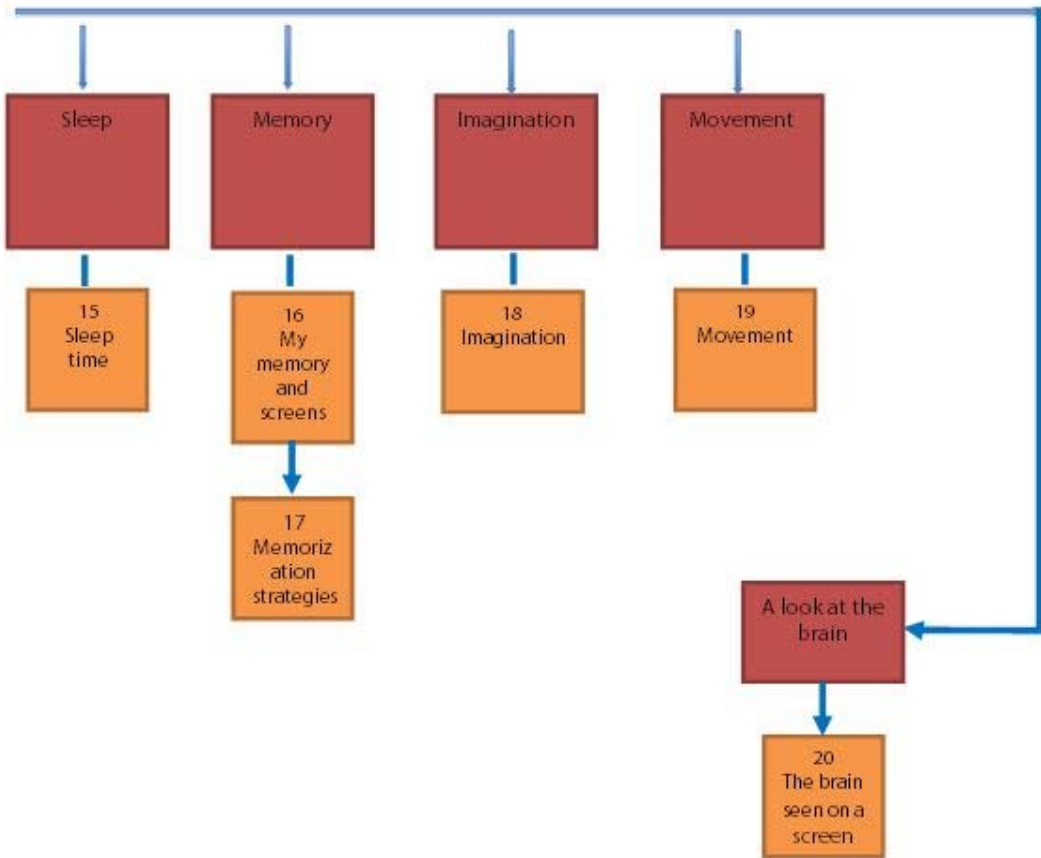 Sleep
Memory
Imagination
Movement
15
Sleep
time
16
My
memory
and
screens
18
Imagination
19
Movement
17
Memoriz
ation
strategies
A look at the
brain
20
The brain
seen on a
screen